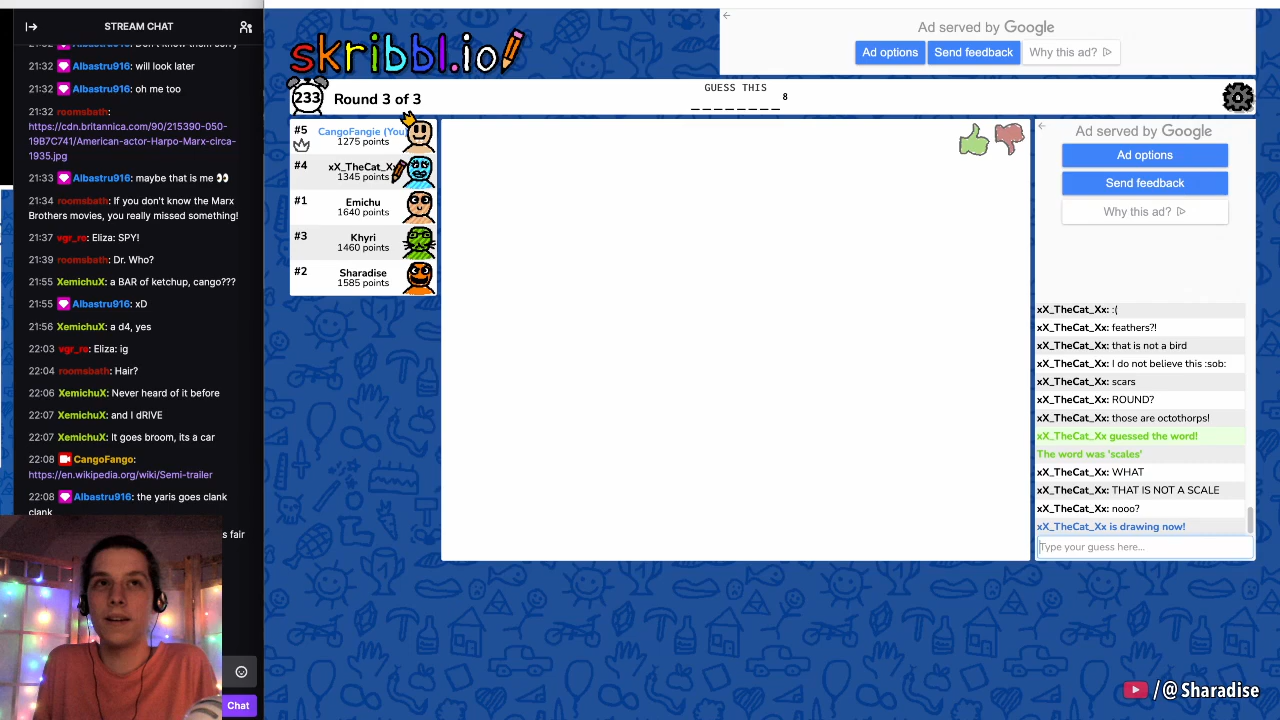 STREAM CHAT
Albastru916: will look later
21:32
21:32 Albastru916: oh me too
21:32 roomsbath:
https://cdn.britannica.com/90/215390-050-
19B7C741/American-actor-Harpo-Marx-circa-
1935.jpg
21:33 Albastru916: maybe that is me 👀
21:34 roomsbath: If you don't know the Marx
Brothers movies, you really missed something!
21:37 vgr_ro: Eliza: SPY!
21:39 roomsbath: Dr. Who?
21:55 XemichuX: a BAR of ketchup, cango???
21:55 Albastru916: xD
21:56 XemichuX: a d4, yes
22:03 vgr_ro: Eliza: ig
22:04 roomsbath: Hair?
22:06 XemichuX: Never heard of it before
22:07 XemichuX: and I dRIVE
22:07 XemichuX: It goes broom, its a car
22:08 CangoFango:
https://en.wikipedia.org/wiki/Semi-trailer
22:08 Albastru916: the yaris goes clank
clank
s fair
Chat
skribbl.io
Ad served by Google
Ad options
Send feedback
Why this ad?
233
Round 3 of 3
GUESS THIS
________ 8
#5 CangoFangie (You)
1275 points
#4 xX_TheCat_X
1345 points
#1 Emichu
1640 points
#3 Khyri
1460 points
#2 Sharadise
1585 points
Ad served by Google
Ad options
Send feedback
Why this ad?
xX_TheCat_Xx: :(
xX_TheCat_Xx: feathers?!
xX_TheCat_Xx: that is not a bird
xX_TheCat_Xx: I do not believe this :sob:
xX_TheCat_Xx: scars
xX_TheCat_Xx: ROUND?
xX_TheCat_Xx: those are octothorps!
xX_TheCat_Xx guessed the word!
The word was 'scales'
xX_TheCat_Xx: WHAT
xX_TheCat_Xx: THAT IS NOT A SCALE
xX_TheCat_Xx: nooo?
xX_TheCat_Xx is drawing now!
Type your guess here...
/@ Sharadise